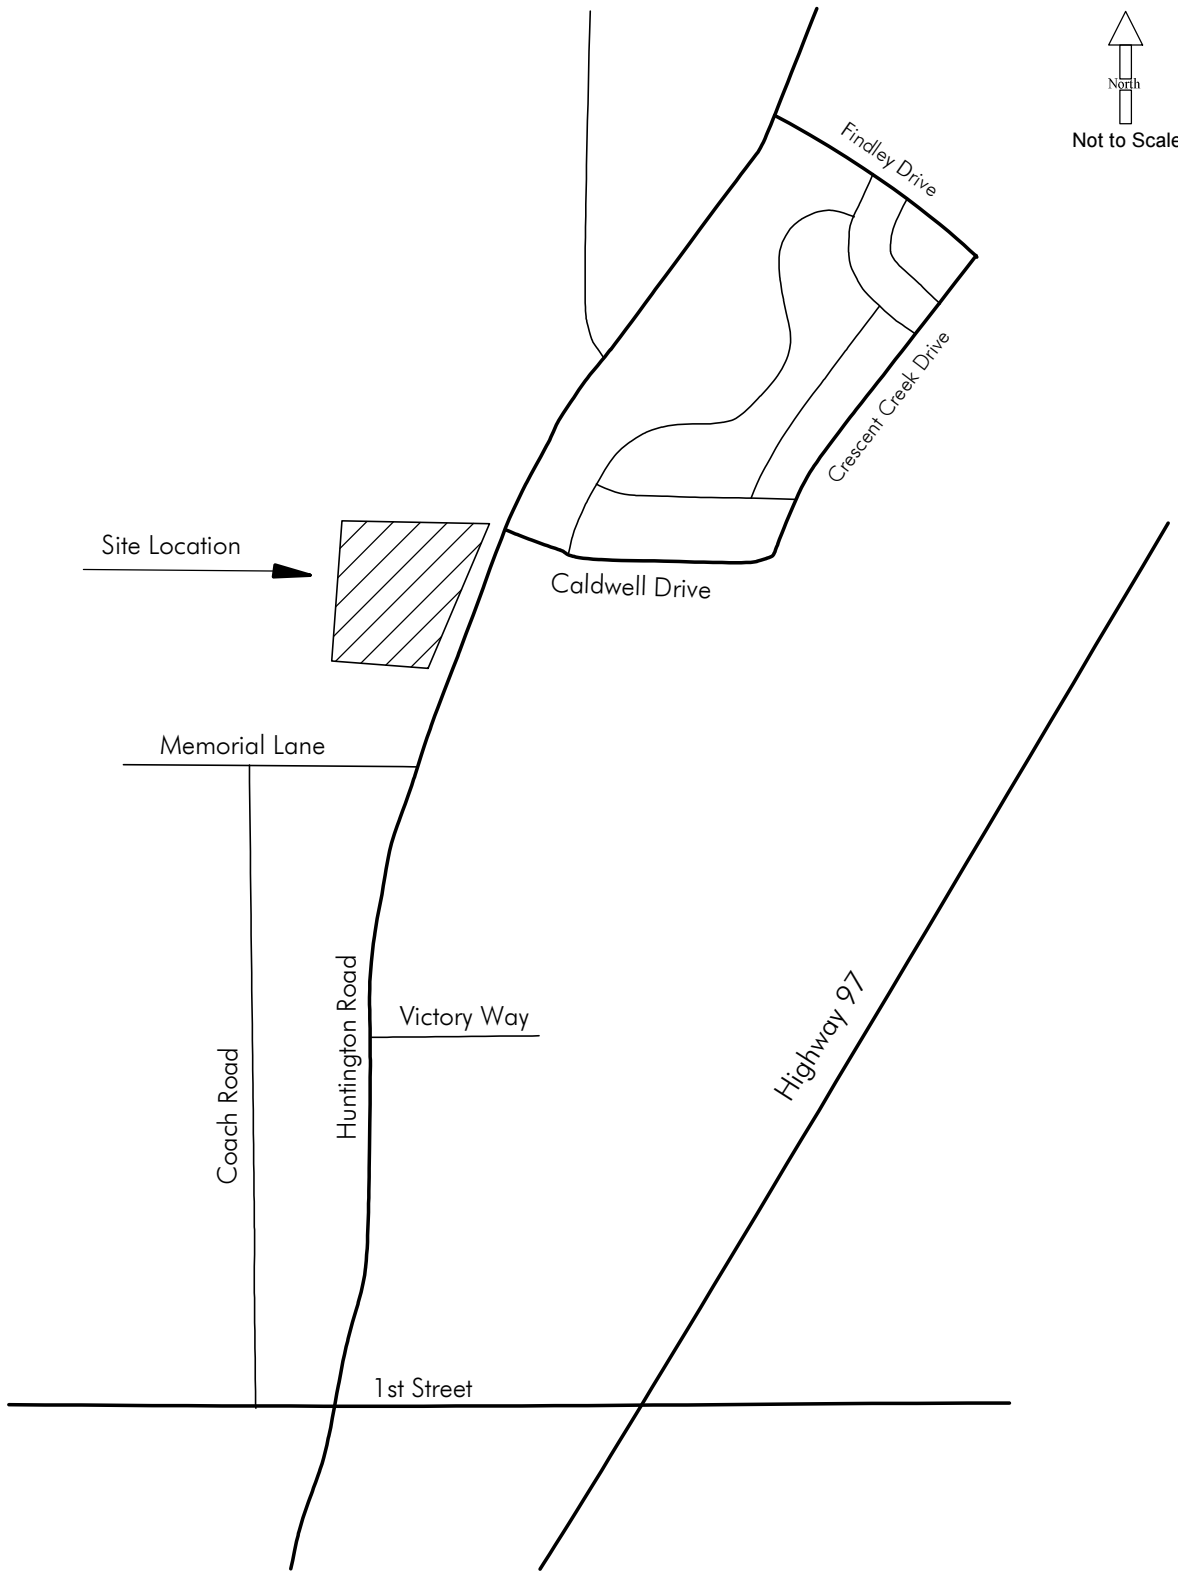 North
Not to Scale
Findley Drive
Crescent Creek Drive
Site Location
Caldwell Drive
Memorial Lane
Huntington Road
Victory Way
Highway 97
Coach Road
1st Street